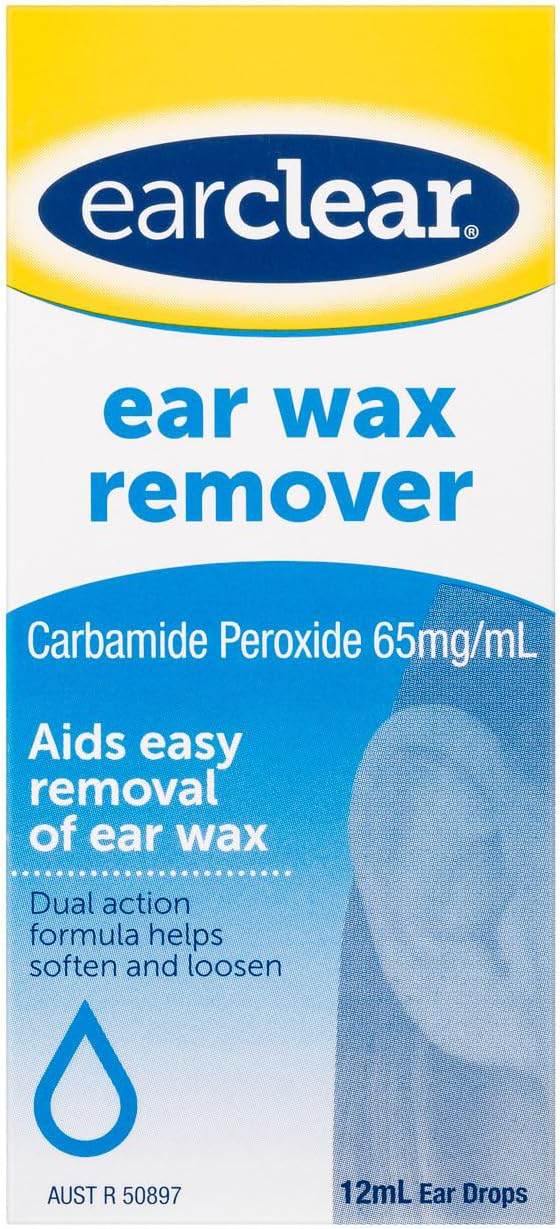 earclear®
ear wax
remover
Carbamide Peroxide 65mg/mL
Aids easy
removal
of ear wax
Dual action
formula helps
soften and loosen
AUST R 50897
12mL Ear Drops